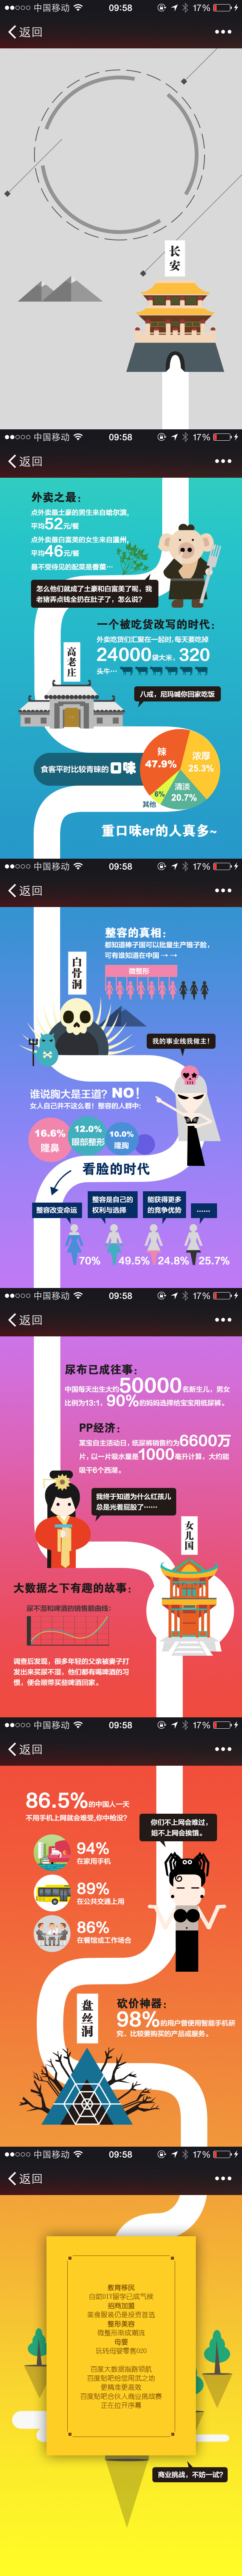 中国移动 09:58 17%
返回
长安
中国移动 09:58 17%
返回
外卖之最：
点外卖最土豪的男生来自哈尔滨，
平均52元/餐
点外卖最白富美的女生来自温州，
平均46元/餐
最不受待见的配菜是香菜…
怎么他们就成了土豪和白富美了呢，我
老猪弄点钱全扔在肚子了，怎么说？
一个被吃货改写的时代：
外卖吃货们汇聚在一起时，每天要吃掉
24000袋大米，320
头牛…
高老庄
八戒，尼玛喊你回家吃饭
食客平时比较青睐的口味
辣
47.9%
浓厚
25.3%
清淡
20.7%
6%
其他
重口味er的人真多~
中国移动 09:58 17%
返回
整容的真相：
都知道棒子国可以批量生产锥子脸，
可有谁知道在中国 → →
微整形
白骨洞
我的事业线我做主！
谁说胸大是王道？NO！
女人自己并不这么看！整容的人群中：
16.6%
隆鼻
12.0%
眼部整形
10.0%
隆胸
看脸的时代
整容改变命运
整容是自己的
权利与选择
能获得更多
的竞争优势
……
70%
49.5%
24.8%
25.7%
中国移动 09:58 17%
返回
尿布已成往事：
中国每天出生大约50000名新生儿，男女
比例为13:1，90%的妈妈选择给宝宝用纸尿裤。
PP经济：
某宝自主活动日，纸尿裤销售约为6600万
片，以一片吸水量是1000毫升计算，大约能
吸干6个西湖。
我终于知道为什么红孩儿
总是光着屁股了……
女儿国
大数据之下有趣的故事：
尿不湿和啤酒的销售额曲线：
调查后发现，很多年轻的父亲被妻子打
发出来买尿不湿，他们都有喝啤酒的习
惯，便会顺带买些啤酒回家。
中国移动 09:58 17%
返回
86.5%的中国人一天
不用手机上网就会难受，你中枪没？
你们不上网会难过，
姐不上网会挨饿。
94%
在家用手机
89%
在公共交通上用
86%
在餐馆或工作场合
盘丝洞
砍价神器：
98%的用户曾使用智能手机研
究、比较要购买的产品或服务。
中国移动 09:58 17%
返回
教育移民
自助DIY留学已成气候
招商加盟
美食服装仍是投资首选
整形美容
微整形渐成潮流
母婴
玩转母婴零售O2O
百度大数据指路领航
百度贴吧给您用武之地
更精准更高效
百度贴吧合伙人商业挑战赛
正在拉开序幕
商业挑战，不妨一试？